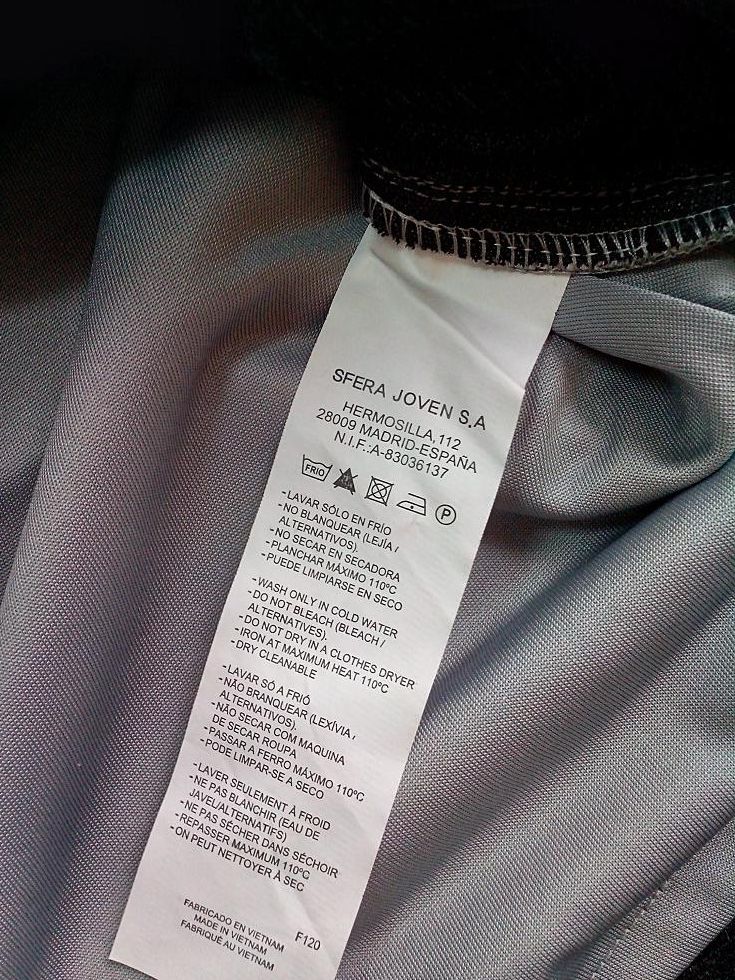 SFERA JOVEN S.A
HERMOSILLA,112
28009 MADRID-ESPAÑA
N.I.F.:A-83036137
FRIO
P
-LAVAR SÓLO EN FRÍO
-NO BLANQUEAR (LEJÍA /
ALTERNATIVOS).
-NO SECAR EN SECADORA
-PLANCHAR MÁXIMO 110ºC
-PUEDE LIMPIARSE EN SECO
-WASH ONLY IN COLD WATER
-DO NOT BLEACH (BLEACH /
ALTERNATIVES).
-DO NOT DRY IN A CLOTHES DRYER
-IRON AT MAXIMUM HEAT 110ºC
-DRY CLEANABLE
-LAVAR SÓ A FRIÓ
-NÃO BRANQUEAR (LEXÍVIA /
ALTERNATIVOS).
-NÃO SECAR COM MAQUINA
DE SECAR ROUPA
-PASSAR A FERRO MÁXIMO 110ºC
-PODE LIMPAR-SE A SECO
-LAVER SEULEMENT À FROID
-NE PAS BLANCHIR (EAU DE
JAVEL/ALTERNATIFS)
-NE PAS SÉCHER DANS SÉCHOIR
-REPASSER MAXIMUM 110ºC
-ON PEUT NETTOYER À SEC
FABRICADO EN VIETNAM
MADE IN VIETNAM
FABRIQUÉ AU VIETNAM
F120